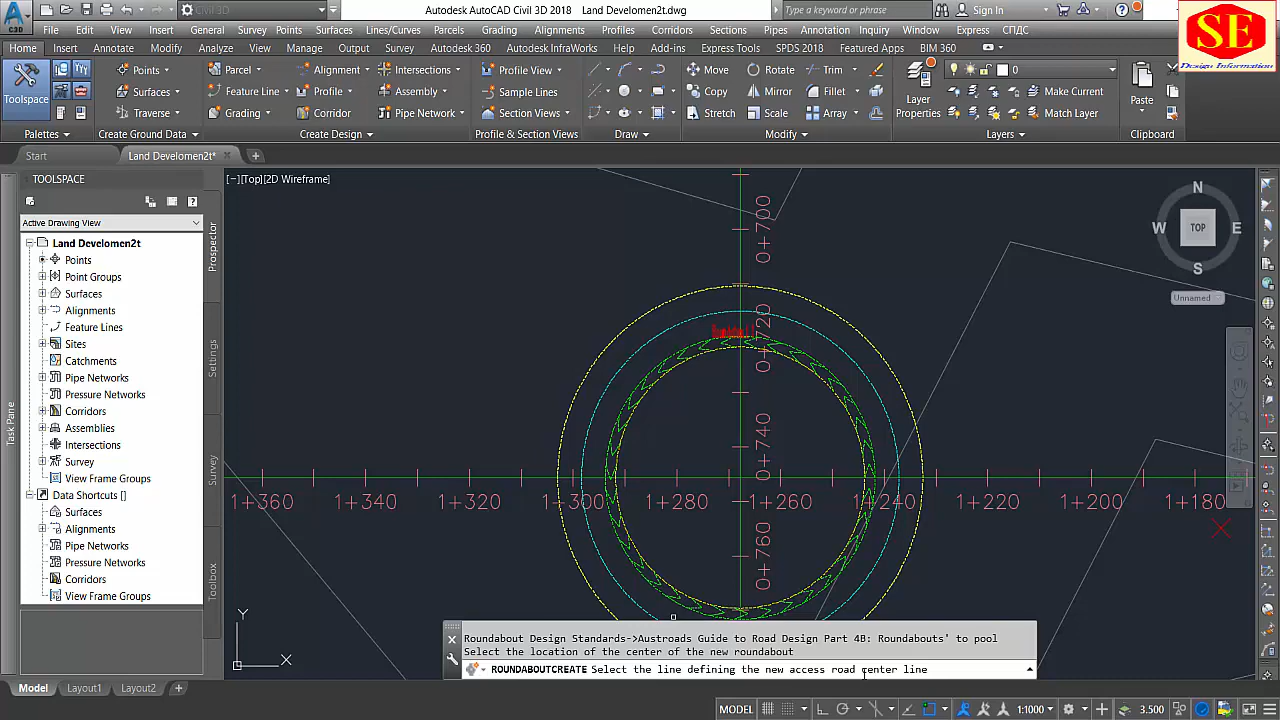 Civil 3D
Autodesk AutoCAD Civil 3D 2018 Land Developmen2t.dwg
Type a keyword or phrase
Sign In
SE
Design Information
C3D
File Edit View Insert General Survey Points Surfaces Lines/Curves Parcels Grading Alignments Profiles Corridors Sections Pipes Annotation Inquiry Window Express СПДС
Home Insert Annotate Modify Analyze View Manage Output Survey Autodesk 360 Autodesk InfraWorks Help Add-ins Express Tools SPDS 2018 Featured Apps BIM 360
Toolspace
Points
Surfaces
Traverse
Parcel
Feature Line
Grading
Alignment
Profile
Corridor
Intersections
Assembly
Pipe Network
Profile View
Sample Lines
Section Views
Move
Copy
Stretch
Rotate
Mirror
Scale
Trim
Fillet
Array
Layer
Properties
0
Make Current
Match Layer
Paste
Palettes Create Ground Data Create Design Profile & Section Views Draw Modify Layers Clipboard
Start
Land Developmen2t*
TOOLSPACE
Active Drawing View
Land Developmen2t
Points
Point Groups
Surfaces
Alignments
Feature Lines
Sites
Catchments
Pipe Networks
Pressure Networks
Corridors
Assemblies
Intersections
Survey
View Frame Groups
Data Shortcuts []
Surfaces
Alignments
Pipe Networks
Pressure Networks
Corridors
View Frame Groups
Task Pane
Prospector
Settings
Survey
Toolbox
[−][Top][2D Wireframe]
N
W
TOP
E
S
Unnamed
0+700
0+720
0+740
0+760
1+360 1+340 1+320 1+300 1+280 1+260 1+240 1+220 1+200 1+180
Y
X
Roundabout Design Standards->Austroads Guide to Road Design Part 4B: Roundabouts' to pool
Select the location of the center of the new roundabout
ROUNDABOUTCREATE Select the line defining the new access road center line
Model Layout1 Layout2 +
MODEL
1:1000
3.500